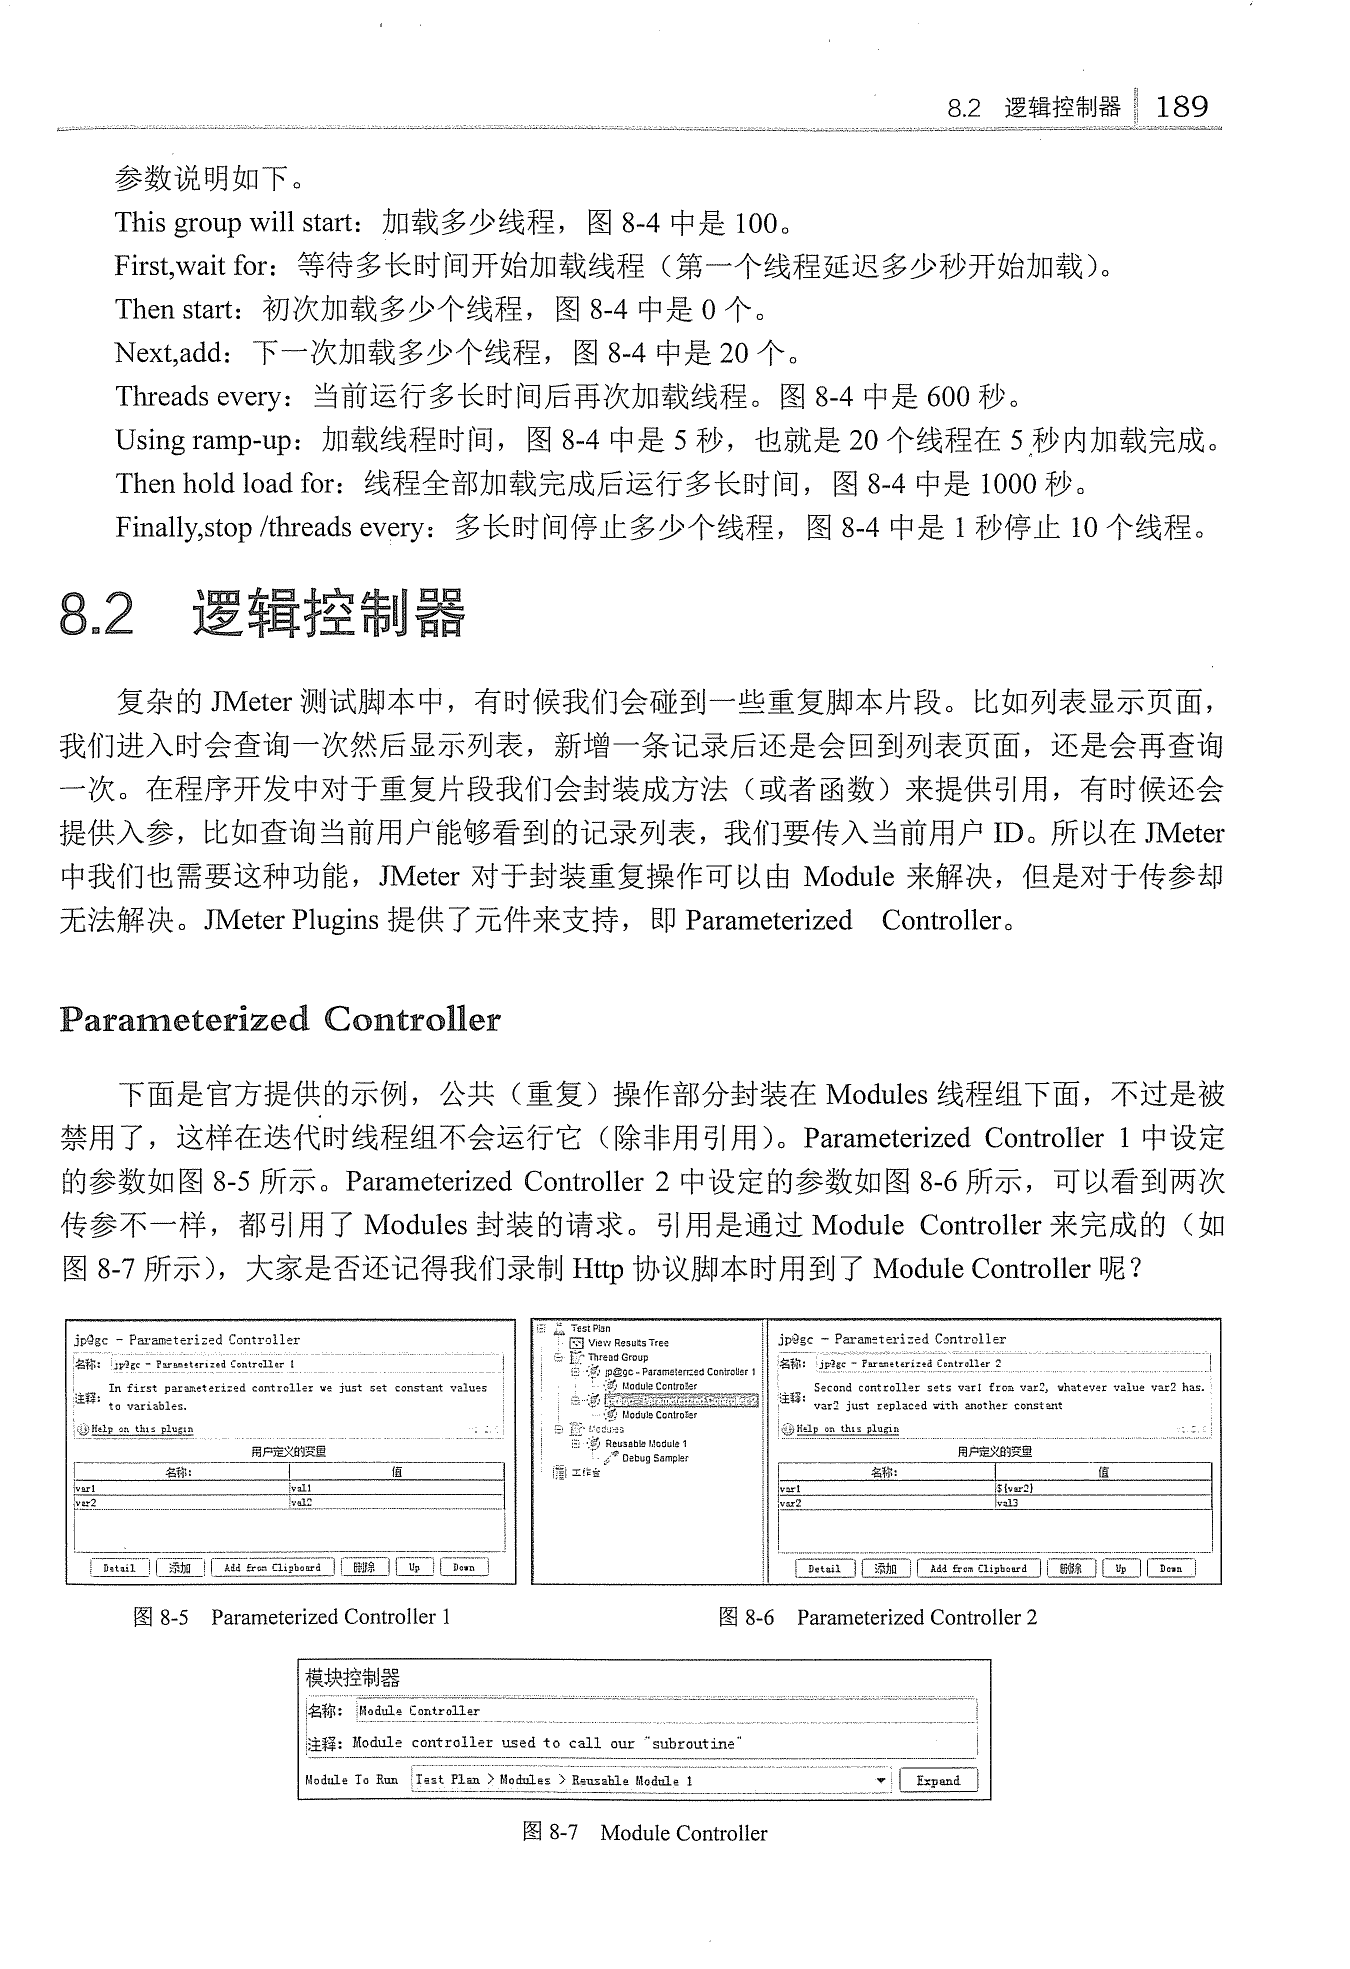 8.2 逻辑控制器 189
参数说明如下。
This group will start：加载多少线程，图 8-4 中是 100。
First,wait for：等待多长时间开始加载线程（第一个线程延迟多少秒开始加载）。
Then start：初次加载多少个线程，图 8-4 中是 0 个。
Next,add：下一次加载多少个线程，图 8-4 中是 20 个。
Threads every：当前运行多长时间后再次加载线程。图 8-4 中是 600 秒。
Using ramp-up：加载线程时间，图 8-4 中是 5 秒，也就是 20 个线程在 5 秒内加载完成。
Then hold load for：线程全部加载完成后运行多长时间，图 8-4 中是 1000 秒。
Finally,stop /threads every：多长时间停止多少个线程，图 8-4 中是 1 秒停止 10 个线程。
8.2 逻辑控制器
复杂的 JMeter 测试脚本中，有时候我们会碰到一些重复脚本片段。比如列表显示页面，
我们进入时会查询一次然后显示列表，新增一条记录后还是会回到列表页面，还是会再查询
一次。在程序开发中对于重复片段我们会封装成方法（或者函数）来提供引用，有时候还会
提供入参，比如查询当前用户能够看到的记录列表，我们要传入当前用户 ID。所以在 JMeter
中我们也需要这种功能，JMeter 对于封装重复操作可以由 Module 来解决，但是对于传参却
无法解决。JMeter Plugins 提供了元件来支持，即 Parameterized Controller。
Parameterized Controller
下面是官方提供的示例，公共（重复）操作部分封装在 Modules 线程组下面，不过是被
禁用了，这样在迭代时线程组不会运行它（除非用引用）。Parameterized Controller 1 中设定
的参数如图 8-5 所示。Parameterized Controller 2 中设定的参数如图 8-6 所示，可以看到两次
传参不一样，都引用了 Modules 封装的请求。引用是通过 Module Controller 来完成的（如
图 8-7 所示），大家是否还记得我们录制 Http 协议脚本时用到了 Module Controller 呢？
jp@gc - Parameterized Controller
名称: jp@gc - Parameterized Controller 1
In first parameterized controller we just set constant values
注释:
to variables.
Help on this plugin
用户定义的变量
名称: 值
var1 val1
var2 val2
Detail 添加 Add from Clipboard 删除 Up Down
Test Plan
View Results Tree
Thread Group
jp@gc - Parameterized Controller 1
Module Controller
Module Controller
Modules
Reusable Module 1
Debug Sampler
工作台
jp@gc - Parameterized Controller
名称: jp@gc - Parameterized Controller 2
Second controller sets var1 from var2, whatever value var2 has.
注释:
var2 just replaced with another constant
Help on this plugin
用户定义的变量
名称: 值
var1 ${var2}
var2 val3
Detail 添加 Add from Clipboard 删除 Up Down
图 8-5 Parameterized Controller 1
图 8-6 Parameterized Controller 2
模块控制器
名称: Module Controller
注释: Module controller used to call our "subroutine"
Module To Run Test Plan > Modules > Reusable Module 1 Expand
图 8-7 Module Controller